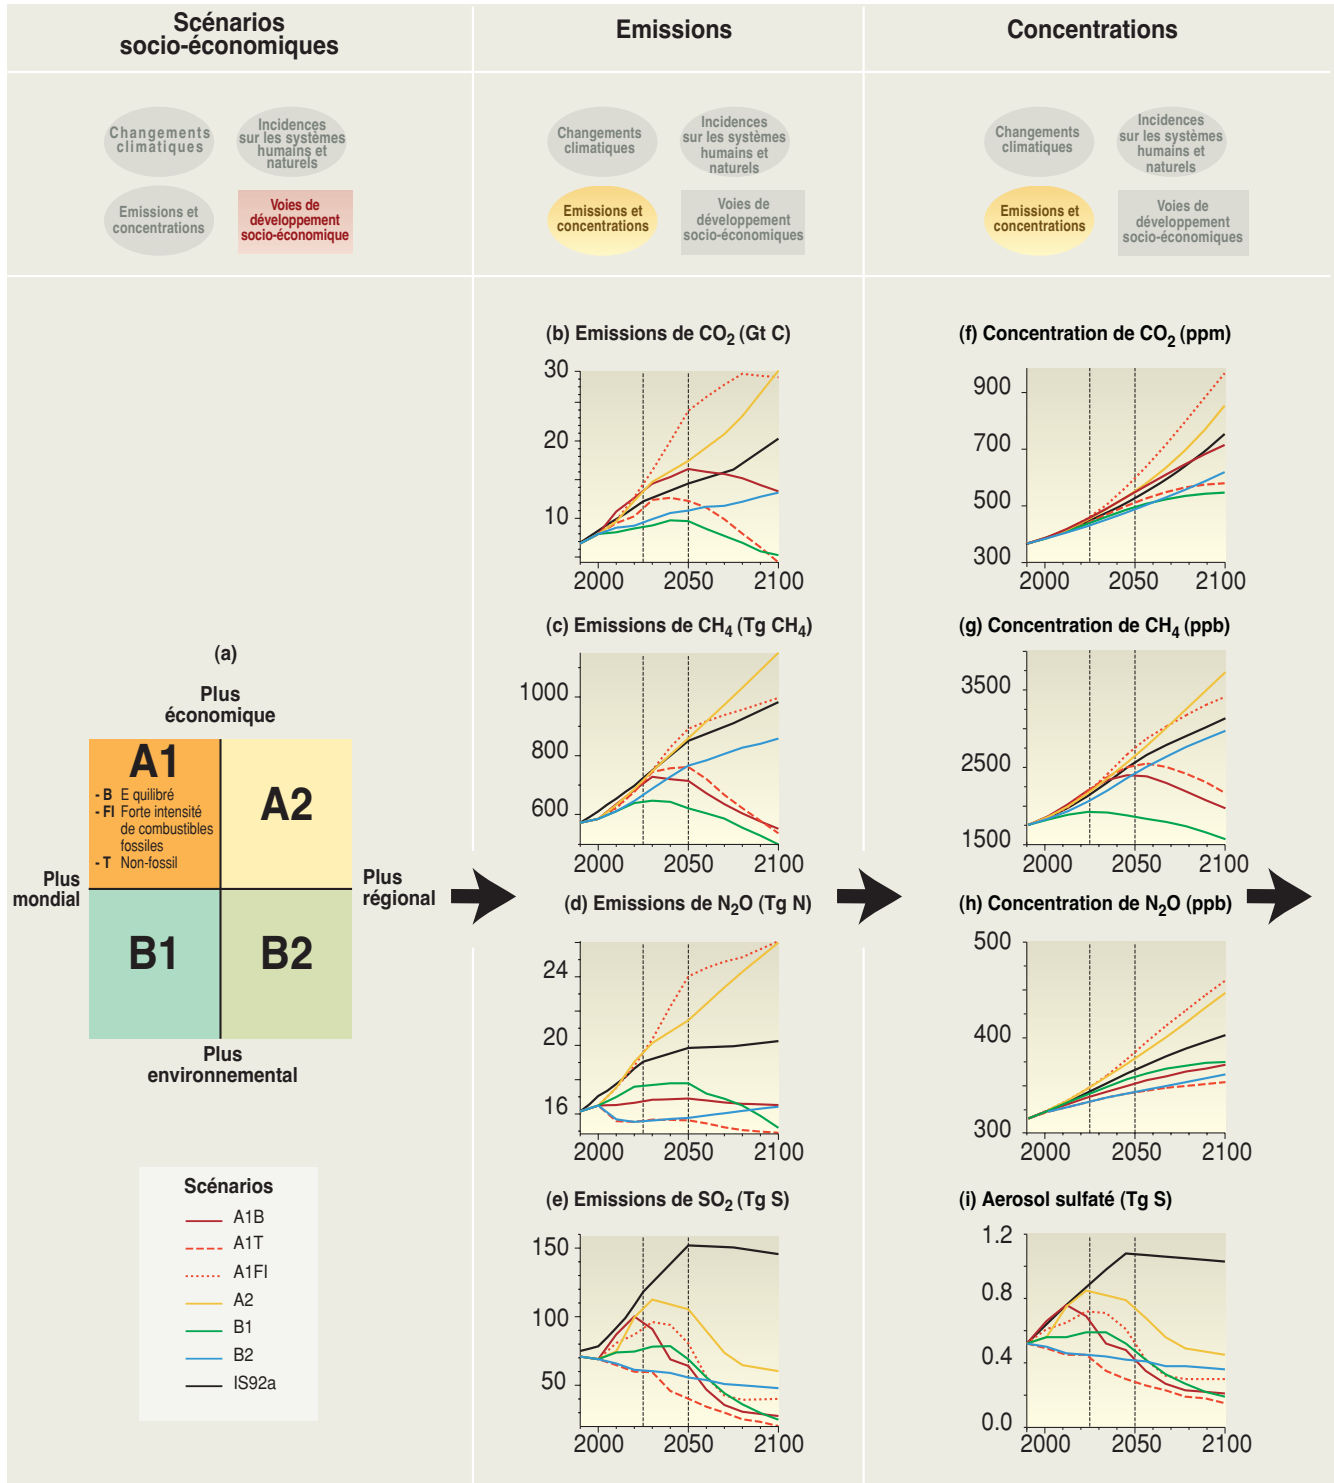 Scénarios
socio-économiques
Emissions
Concentrations
Changements
climatiques
Incidences
sur les systèmes
humains et
naturels
Emissions et
concentrations
Voies de
développement
socio-économique
Changements
climatiques
Incidences
sur les systèmes
humains et
naturels
Emissions et
concentrations
Voies de
développement
socio-économiques
Changements
climatiques
Incidences
sur les systèmes
humains et
naturels
Emissions et
concentrations
Voies de
développement
socio-économiques
(a)
Plus
économique
A1
- B E quilibré
- FI Forte intensité
de combustibles
fossiles
- T Non-fossil
A2
Plus
mondial
Plus
régional
B1
B2
Plus
environnemental
Scénarios
A1B
A1T
A1FI
A2
B1
B2
IS92a
(b) Emissions de CO2 (Gt C)
30
20
10
2000 2050 2100
(c) Emissions de CH4 (Tg CH4)
1000
800
600
2000 2050 2100
(d) Emissions de N2O (Tg N)
24
20
16
2000 2050 2100
(e) Emissions de SO2 (Tg S)
150
100
50
2000 2050 2100
(f) Concentration de CO2 (ppm)
900
700
500
300
2000 2050 2100
(g) Concentration de CH4 (ppb)
3500
2500
1500
2000 2050 2100
(h) Concentration de N2O (ppb)
500
400
300
2000 2050 2100
(i) Aerosol sulfaté (Tg S)
1.2
0.8
0.4
0.0
2000 2050 2100